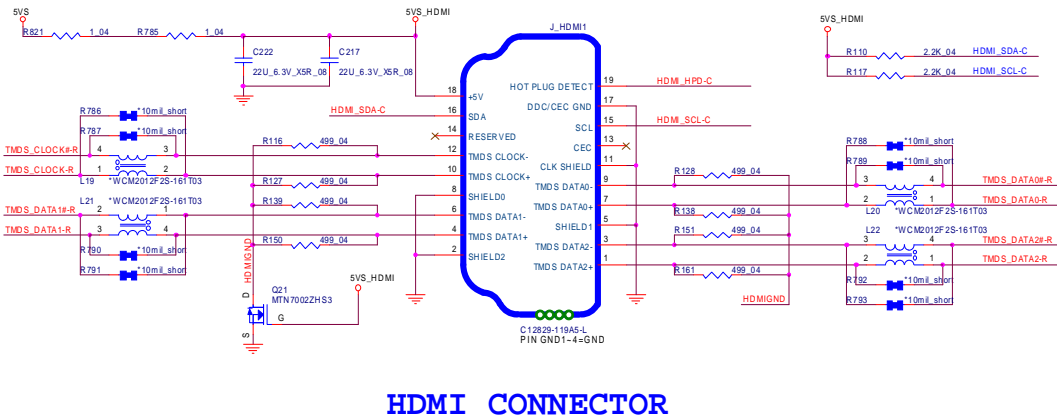 5VS
5VS_HDMI
J_HDMI1
5VS_HDMI
R821 1_04 R785 1_04
C222
22U_6.3V_X5R_08
C217
22U_6.3V_X5R_08
R110 2.2K_04 HDMI_SDA-C
R117 2.2K_04 HDMI_SCL-C
18 +5V
HDMI_SDA-C 16 SDA
14 RESERVED
12 TMDS CLOCK-
10 TMDS CLOCK+
8 SHIELD0
6 TMDS DATA1-
4 TMDS DATA1+
2 SHIELD2
HOT PLUG DETECT 19 HDMI_HPD-C
DDC/CEC GND 17
SCL 15 HDMI_SCL-C
CEC 13
CLK SHIELD 11
TMDS DATA0- 9
TMDS DATA0+ 7
SHIELD1 5
TMDS DATA2- 3
TMDS DATA2+ 1
R786 *10mil_short
R787 *10mil_short
TMDS_CLOCK#-R 4 3
TMDS_CLOCK-R 1 2
L19 *WCM2012F2S-161T03
L21 *WCM2012F2S-161T03
TMDS_DATA1#-R 2 1
TMDS_DATA1-R 3 4
R790 *10mil_short
R791 *10mil_short
R116 499_04
R127 499_04
R139 499_04
R150 499_04
HDMIGND
5VS_HDMI
Q21
MTN7002ZHS3
D
G
S
R128 499_04
R138 499_04
R151 499_04
R161 499_04
HDMIGND
R788 *10mil_short
R789 *10mil_short
3 4 TMDS_DATA0#-R
2 1 TMDS_DATA0-R
L20 *WCM2012F2S-161T03
L22 *WCM2012F2S-161T03
3 4 TMDS_DATA2#-R
2 1 TMDS_DATA2-R
R792 *10mil_short
R793 *10mil_short
C12829-119A5-L
PIN GND1~4=GND
HDMI CONNECTOR